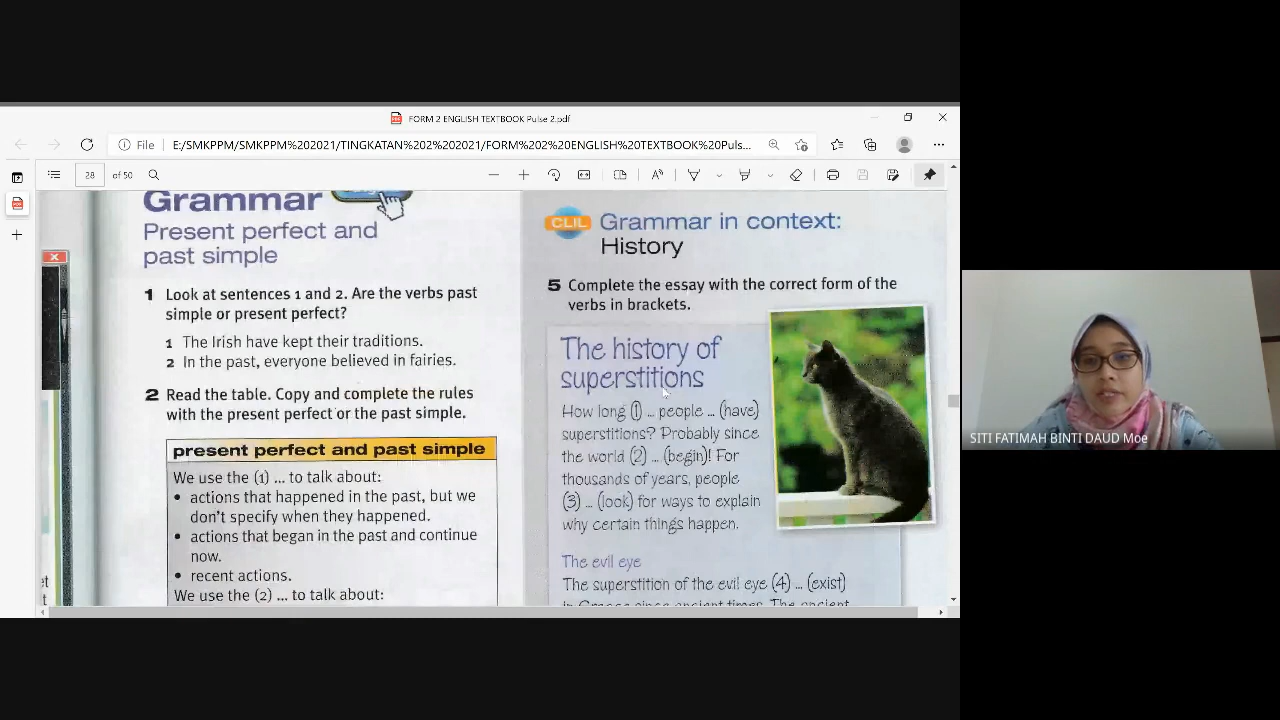 FORM 2 ENGLISH TEXTBOOK Pulse 2.pdf
File
E:/SMKPPM/SMKPPM%202021/TINGKATAN%202%202021/FORM%202%20ENGLISH%20TEXTBOOK%20Puls...
28 of 50
Grammar
Present perfect and
past simple
1 Look at sentences 1 and 2. Are the verbs past
simple or present perfect?
1 The Irish have kept their traditions.
2 In the past, everyone believed in fairies.
2 Read the table. Copy and complete the rules
with the present perfect or the past simple.
present perfect and past simple
We use the (1) ... to talk about:
• actions that happened in the past, but we
don't specify when they happened.
• actions that began in the past and continue
now.
• recent actions.
We use the (2) ... to talk about:
CLIL Grammar in context:
History
5 Complete the essay with the correct form of the
verbs in brackets.
The history of
superstitions
How long (1) ... people ... (have)
superstitions? Probably since
the world (2) ... (begin)! For
thousands of years, people
(3) ... (look) for ways to explain
why certain things happen.
The evil eye
The superstition of the evil eye (4) ... (exist)
in Greece since ancient times. The ancient
SITI FATIMAH BINTI DAUD Moe